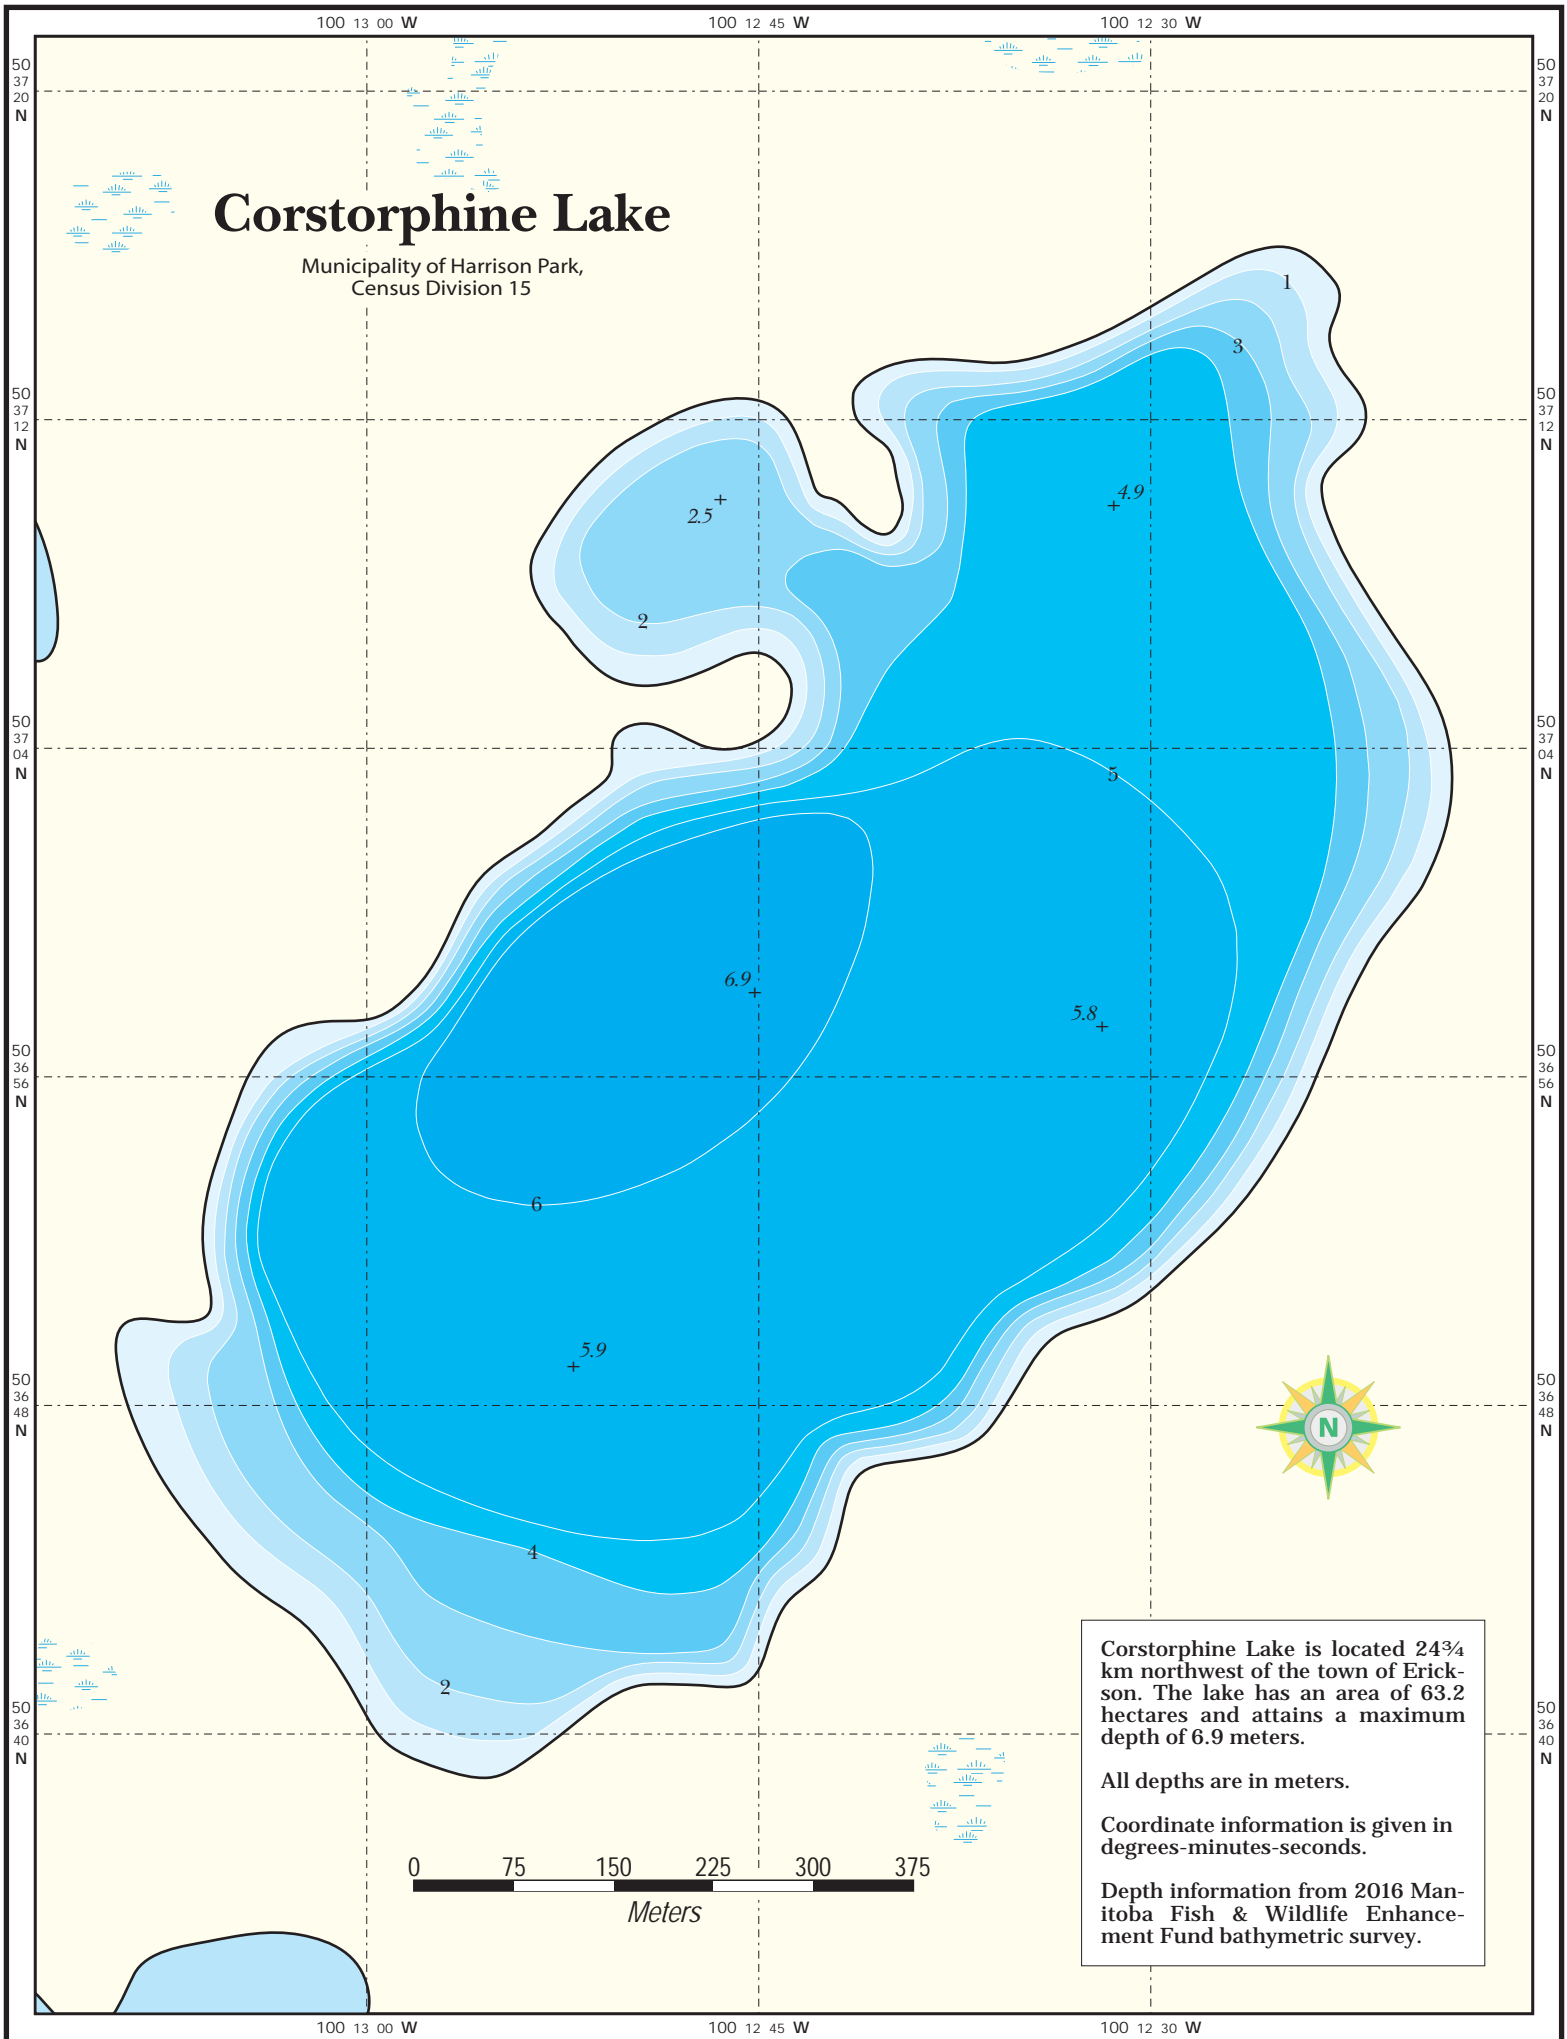 100 13 00 W
100 12 45 W
100 12 30 W
50
37
20
N
50
37
20
N
Corstorphine Lake
Municipality of Harrison Park,
Census Division 15
1
3
50
37
12
N
50
37
12
N
4.9
2.5
2
50
37
04
N
50
37
04
N
5
6.9
5.8
50
36
56
N
50
36
56
N
6
5.9
50
36
48
N
50
36
48
N
N
4
2
50
36
40
N
50
36
40
N
Corstorphine Lake is located 24¾
km northwest of the town of Erick-
son. The lake has an area of 63.2
hectares and attains a maximum
depth of 6.9 meters.
All depths are in meters.
Coordinate information is given in
degrees-minutes-seconds.
Depth information from 2016 Man-
itoba Fish & Wildlife Enhance-
ment Fund bathymetric survey.
0 75 150 225 300 375
Meters
100 13 00 W
100 12 45 W
100 12 30 W